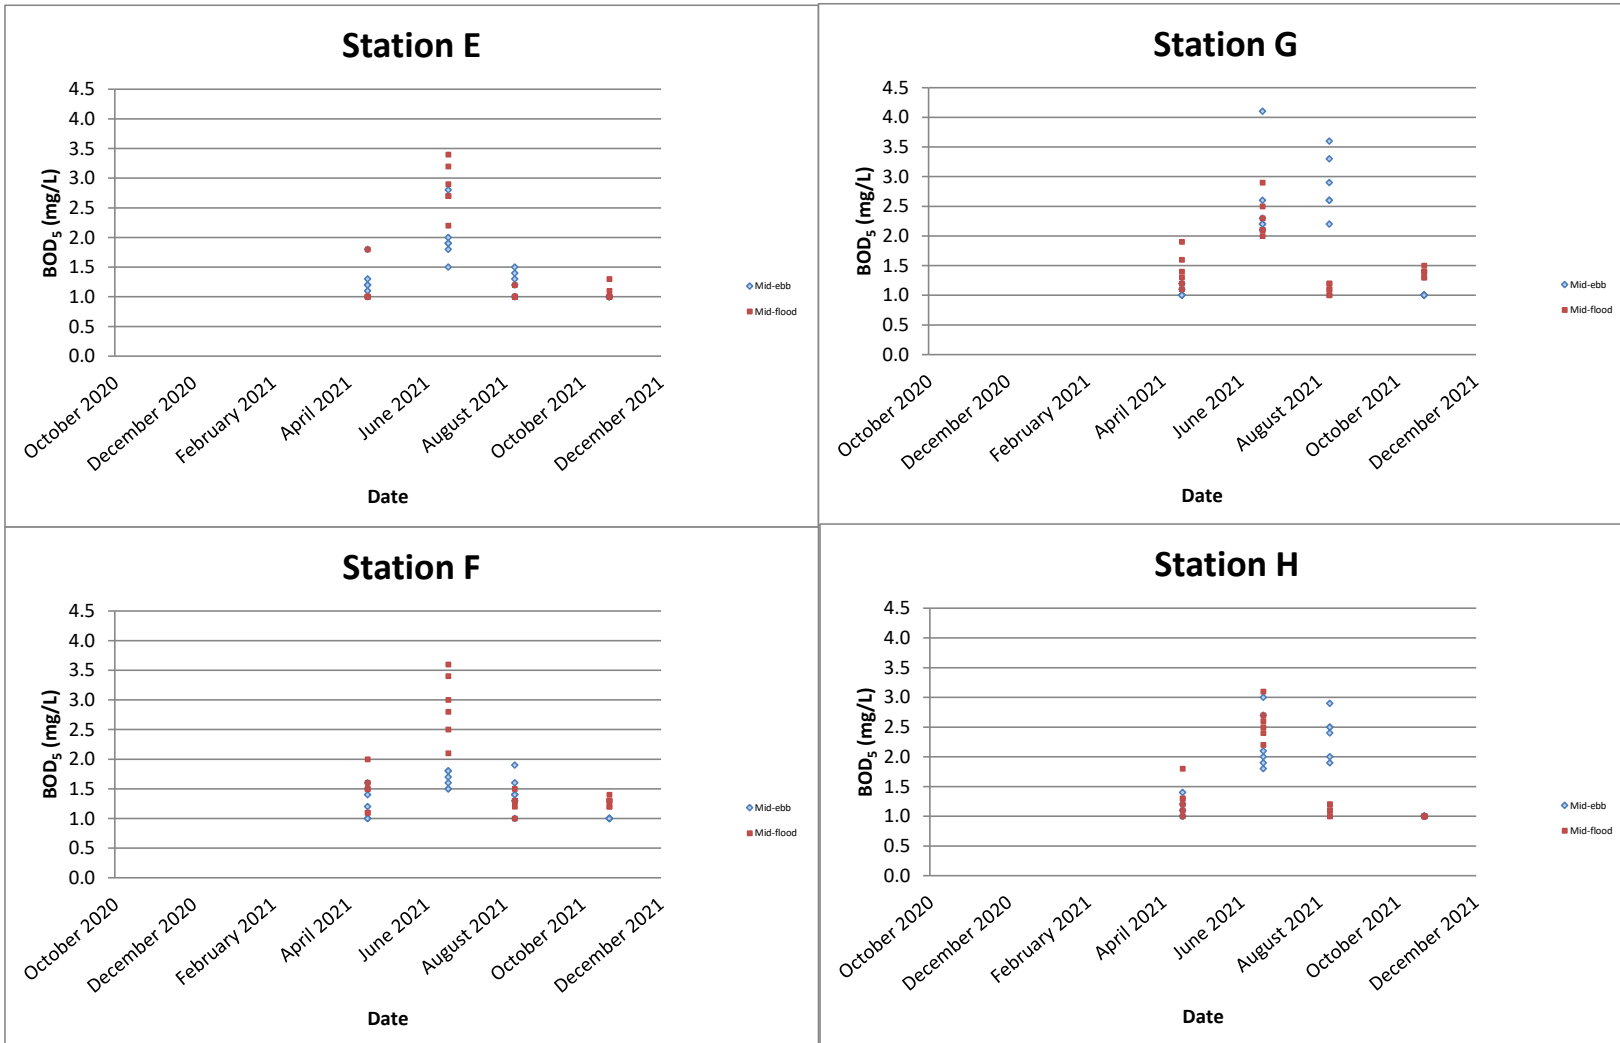 Station E
4.5
4.0
3.5
3.0
2.5
2.0
1.5
1.0
0.5
0.0
BOD5 (mg/L)
October 2020
December 2020
February 2021
April 2021
June 2021
August 2021
October 2021
December 2021
Date
Mid-ebb
Mid-flood
Station G
4.5
4.0
3.5
3.0
2.5
2.0
1.5
1.0
0.5
0.0
BOD5 (mg/L)
October 2020
December 2020
February 2021
April 2021
June 2021
August 2021
October 2021
December 2021
Date
Mid-ebb
Mid-flood
Station F
4.5
4.0
3.5
3.0
2.5
2.0
1.5
1.0
0.5
0.0
BOD5 (mg/L)
October 2020
December 2020
February 2021
April 2021
June 2021
August 2021
October 2021
December 2021
Date
Mid-ebb
Mid-flood
Station H
4.5
4.0
3.5
3.0
2.5
2.0
1.5
1.0
0.5
0.0
BOD5 (mg/L)
October 2020
December 2020
February 2021
April 2021
June 2021
August 2021
October 2021
December 2021
Date
Mid-ebb
Mid-flood